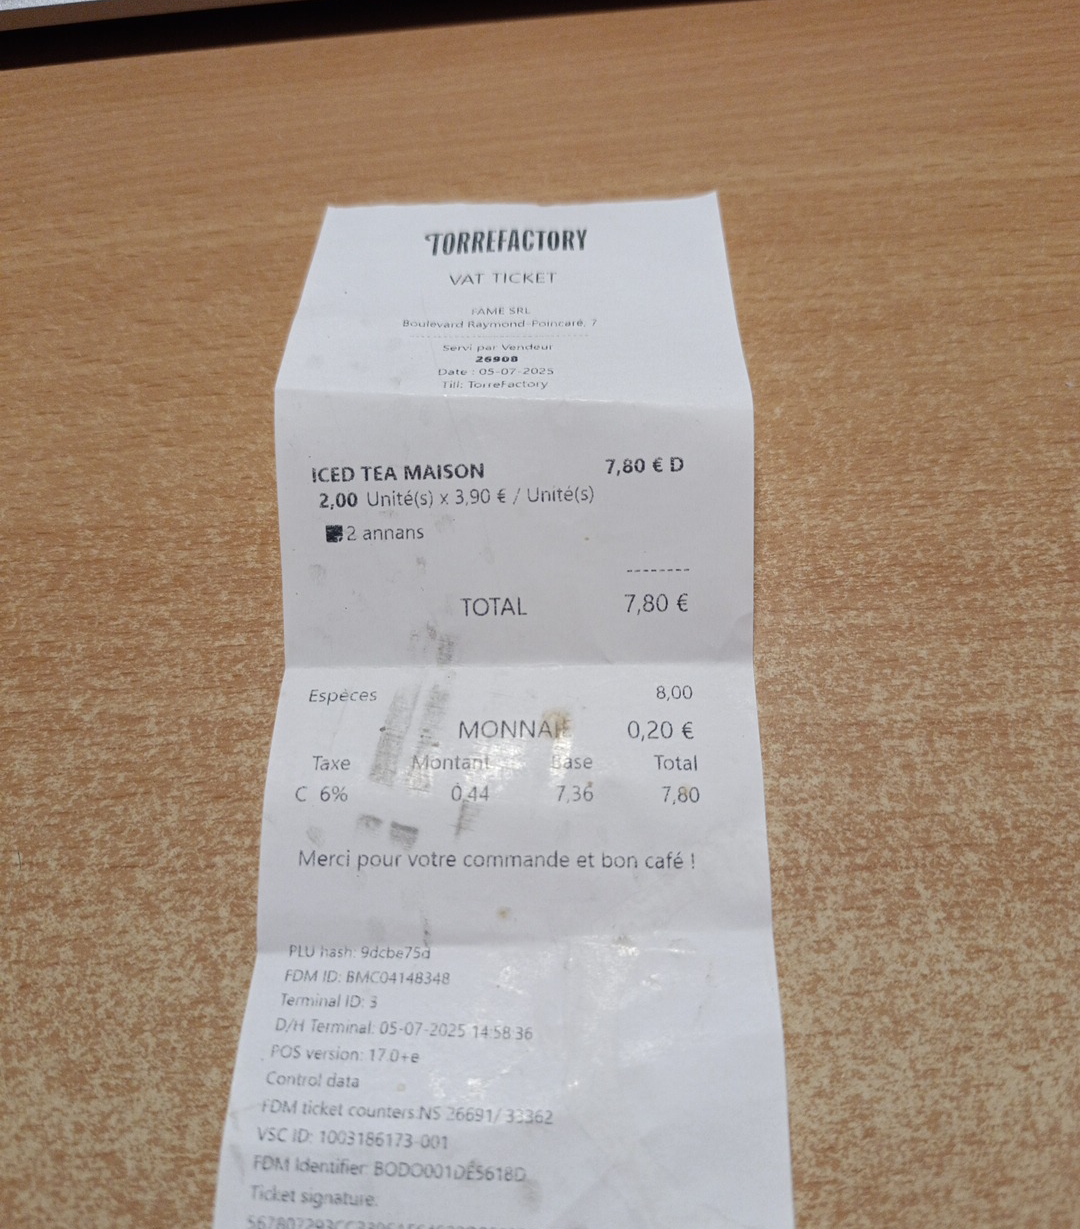 TORREFACTORY
VAT TICKET
FAME SRL
Boulevard Raymond-Poincaré, 7
Servi par Vendeur
26908
Date : 05-07-2025
Till: TorreFactory
ICED TEA MAISON 7,80 € D
2,00 Unité(s) x 3,90 € / Unité(s)
2 annans
--------
TOTAL 7,80 €
Espèces 8,00
MONNAIE 0,20 €
Taxe Montant Base Total
C 6% 0,44 7,36 7,80
Merci pour votre commande et bon café !
PLU hash: 9dcbe75d
FDM ID: BMC04148348
Terminal ID: 3
D/H Terminal: 05-07-2025 14:58:36
POS version: 17.0+e
Control data
FDM ticket counters NS 26691/ 33362
VSC ID: 1003186173-001
FDM Identifier: BODO001DE5618D
Ticket signature: